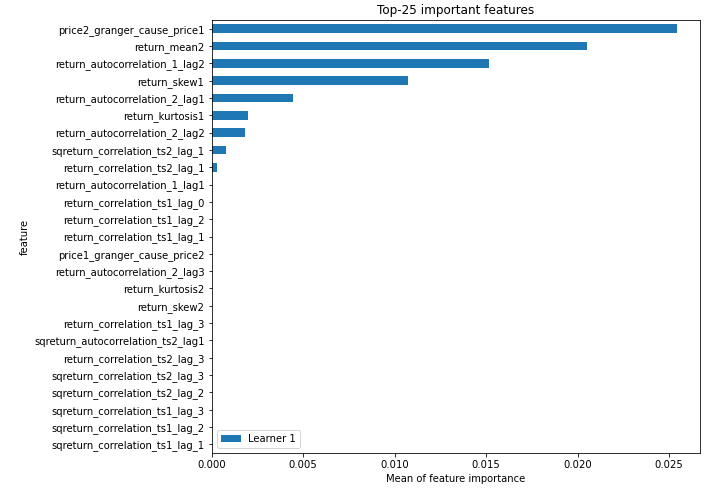 Top-25 important features
price2_granger_cause_price1
return_mean2
return_autocorrelation_1_lag2
return_skew1
return_autocorrelation_2_lag1
return_kurtosis1
return_autocorrelation_2_lag2
sqreturn_correlation_ts2_lag_1
return_correlation_ts2_lag_1
return_autocorrelation_1_lag1
return_correlation_ts1_lag_0
return_correlation_ts1_lag_2
return_correlation_ts1_lag_1
price1_granger_cause_price2
return_autocorrelation_2_lag3
return_kurtosis2
return_skew2
return_correlation_ts1_lag_3
sqreturn_autocorrelation_ts2_lag1
return_correlation_ts2_lag_3
sqreturn_correlation_ts2_lag_3
sqreturn_correlation_ts2_lag_2
sqreturn_correlation_ts1_lag_3
sqreturn_correlation_ts1_lag_2
sqreturn_correlation_ts1_lag_1
feature
Learner 1
0.000 0.005 0.010 0.015 0.020 0.025
Mean of feature importance